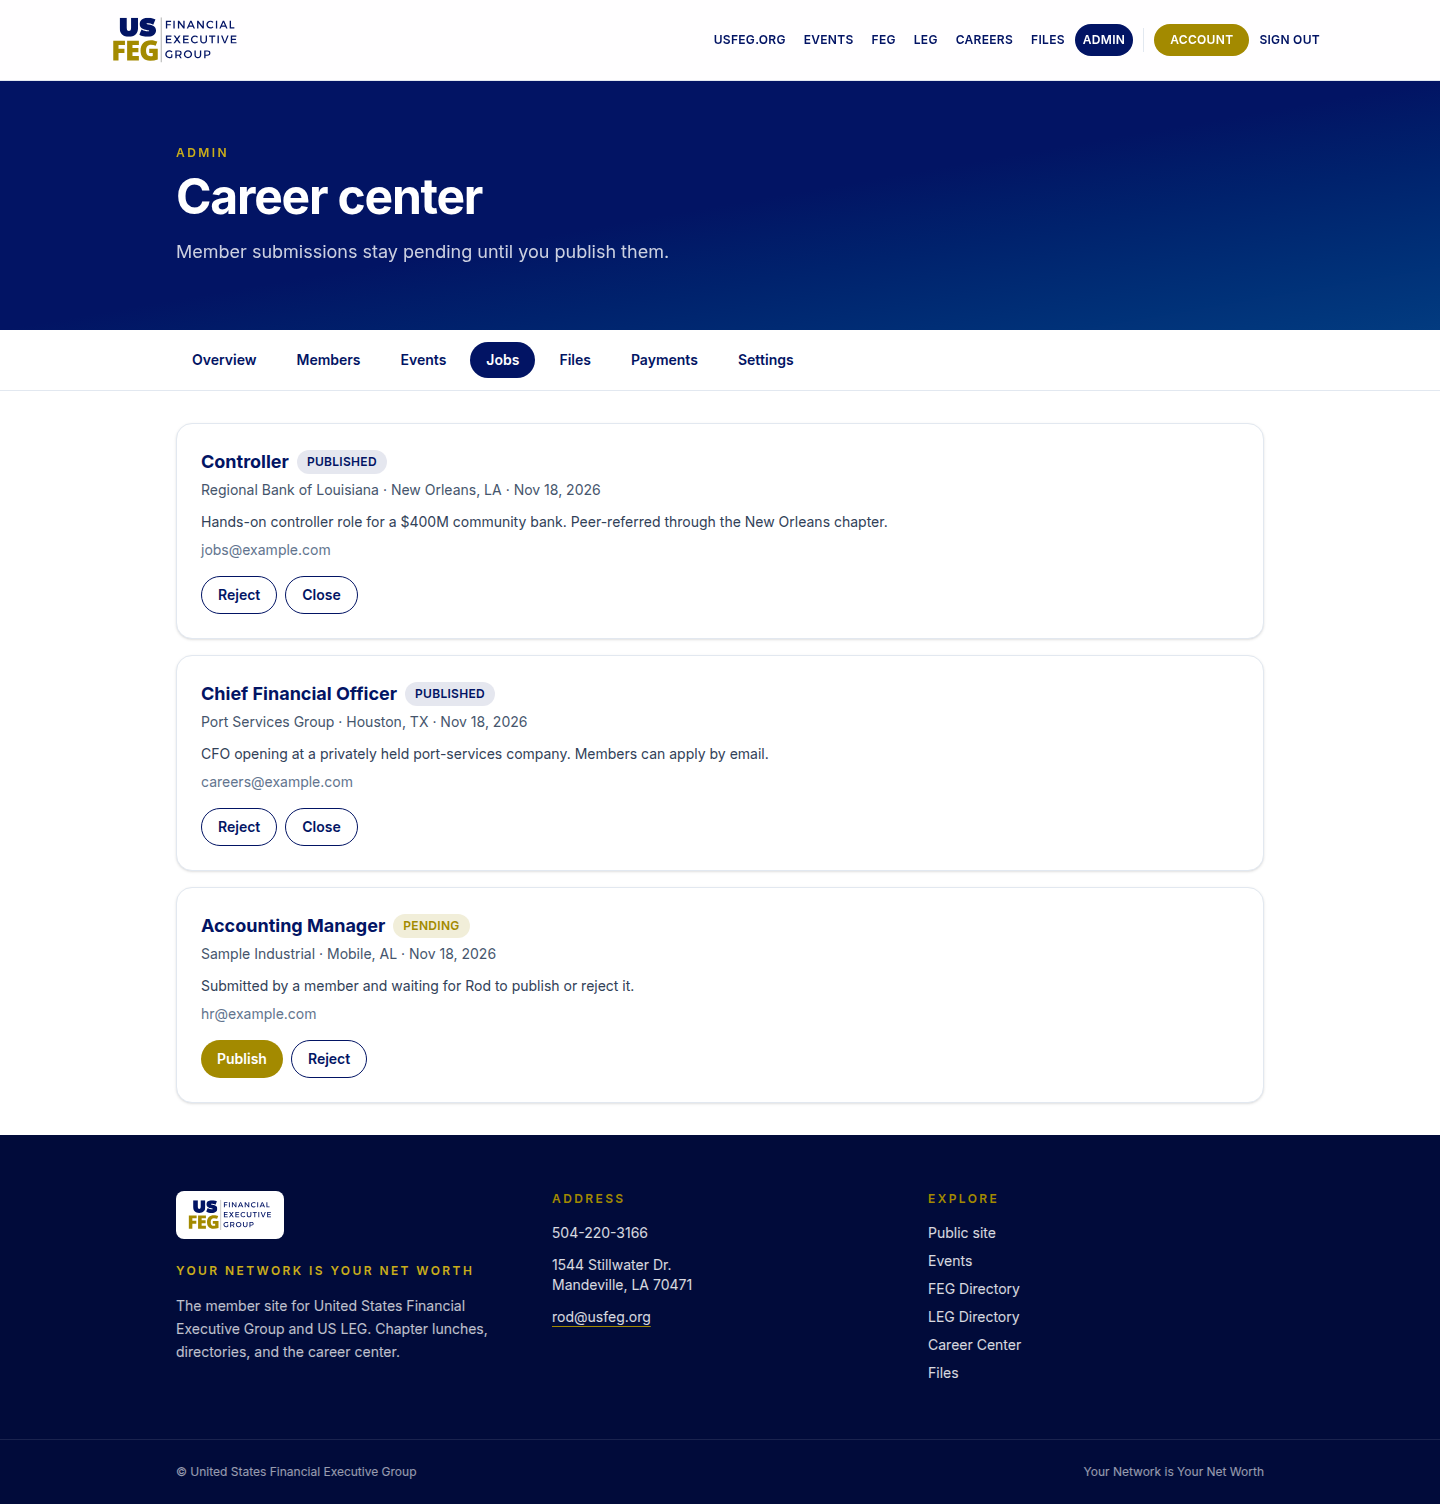 US FEG FINANCIAL EXECUTIVE GROUP
USFEG.ORG EVENTS FEG LEG CAREERS FILES ADMIN ACCOUNT SIGN OUT
ADMIN
Career center
Member submissions stay pending until you publish them.
Overview Members Events Jobs Files Payments Settings
Controller PUBLISHED
Regional Bank of Louisiana · New Orleans, LA · Nov 18, 2026
Hands-on controller role for a $400M community bank. Peer-referred through the New Orleans chapter.
jobs@example.com
Reject Close
Chief Financial Officer PUBLISHED
Port Services Group · Houston, TX · Nov 18, 2026
CFO opening at a privately held port-services company. Members can apply by email.
careers@example.com
Reject Close
Accounting Manager PENDING
Sample Industrial · Mobile, AL · Nov 18, 2026
Submitted by a member and waiting for Rod to publish or reject it.
hr@example.com
Publish Reject
US FEG FINANCIAL EXECUTIVE GROUP
YOUR NETWORK IS YOUR NET WORTH
The member site for United States Financial
Executive Group and US LEG. Chapter lunches,
directories, and the career center.
ADDRESS
504-220-3166
1544 Stillwater Dr.
Mandeville, LA 70471
rod@usfeg.org
EXPLORE
Public site
Events
FEG Directory
LEG Directory
Career Center
Files
© United States Financial Executive Group
Your Network is Your Net Worth